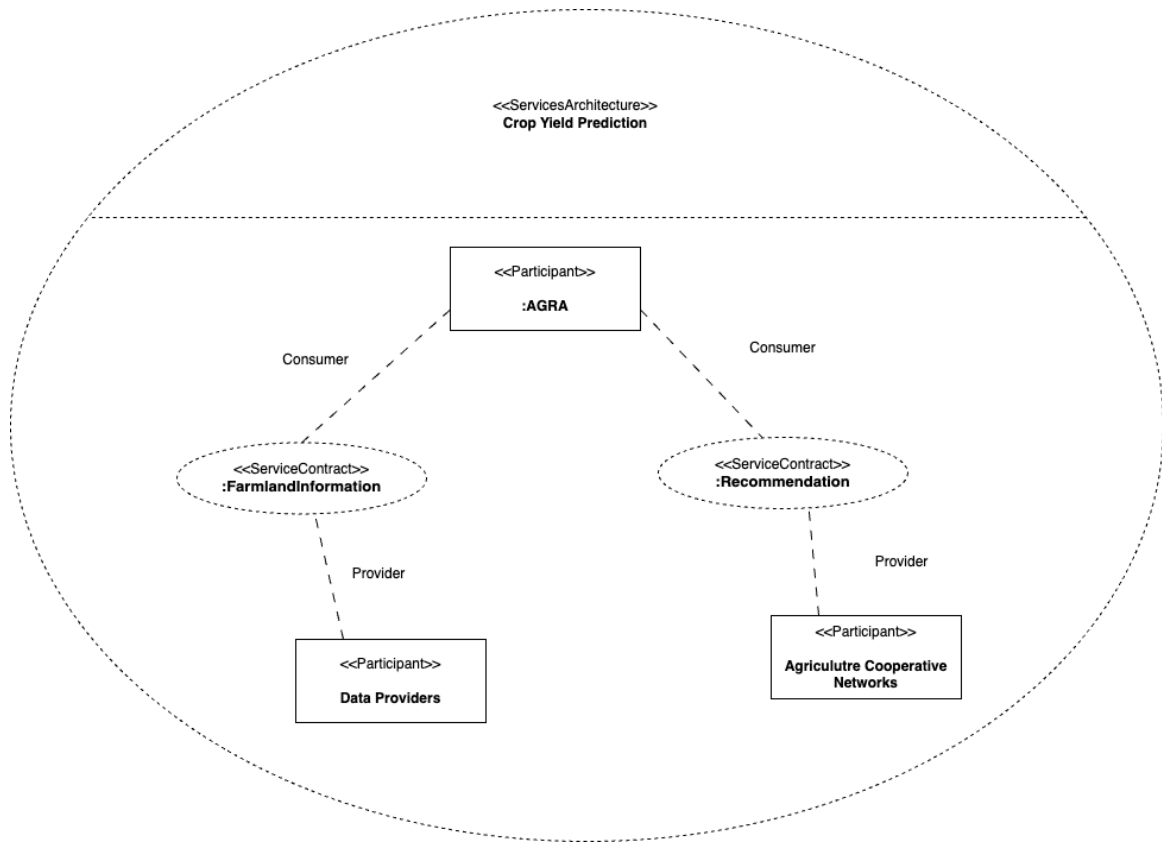 <<ServicesArchitecture>>
Crop Yield Prediction
<<Participant>>
:AGRA
Consumer
Consumer
<<ServiceContract>>
:FarmlandInformation
<<ServiceContract>>
:Recommendation
Provider
Provider
<<Participant>>
Data Providers
<<Participant>>
Agriculutre Cooperative
Networks